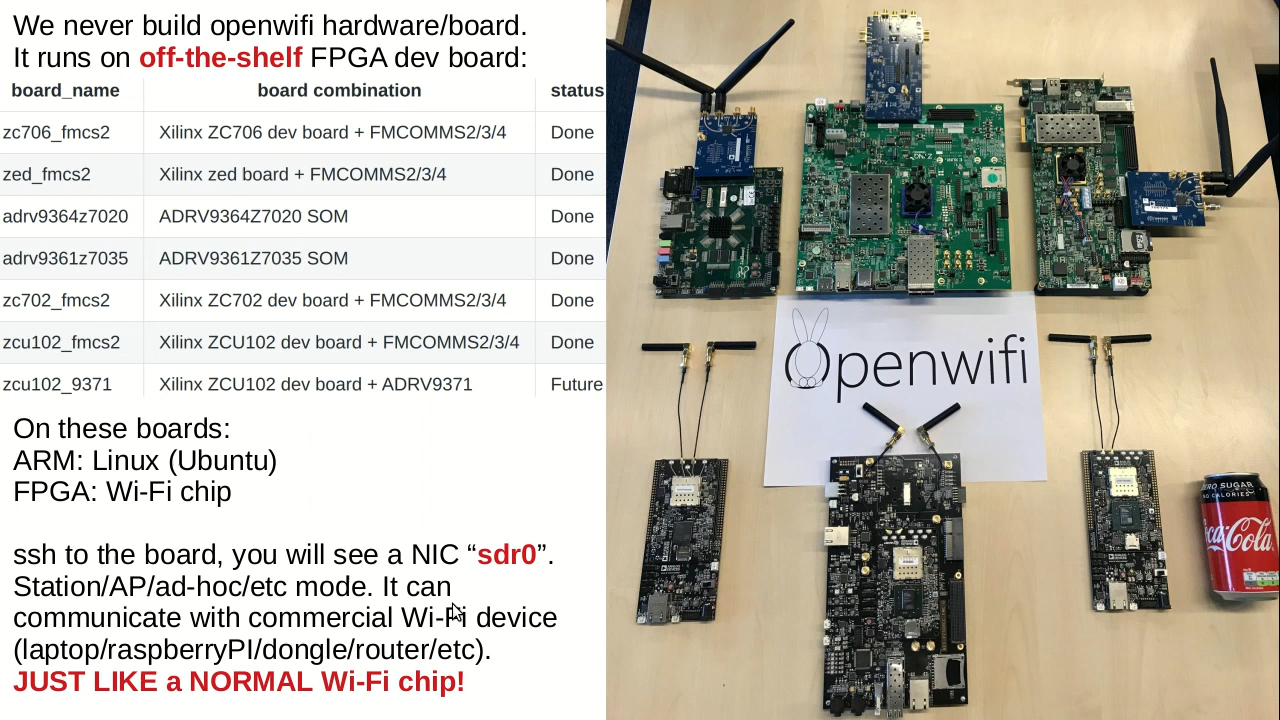 We never build openwifi hardware/board.
It runs on off-the-shelf FPGA dev board:
board_name board combination status
zc706_fmcs2 Xilinx ZC706 dev board + FMCOMMS2/3/4 Done
zed_fmcs2 Xilinx zed board + FMCOMMS2/3/4 Done
adrv9364z7020 ADRV9364Z7020 SOM Done
adrv9361z7035 ADRV9361Z7035 SOM Done
zc702_fmcs2 Xilinx ZC702 dev board + FMCOMMS2/3/4 Done
zcu102_fmcs2 Xilinx ZCU102 dev board + FMCOMMS2/3/4 Done
zcu102_9371 Xilinx ZCU102 dev board + ADRV9371 Future
On these boards:
ARM: Linux (Ubuntu)
FPGA: Wi-Fi chip
ssh to the board, you will see a NIC “sdr0”.
Station/AP/ad-hoc/etc mode. It can
communicate with commercial Wi-Fi device
(laptop/raspberryPI/dongle/router/etc).
JUST LIKE a NORMAL Wi-Fi chip!
Openwifi
ZERO SUGAR
NO CALORIES
Coca-Cola